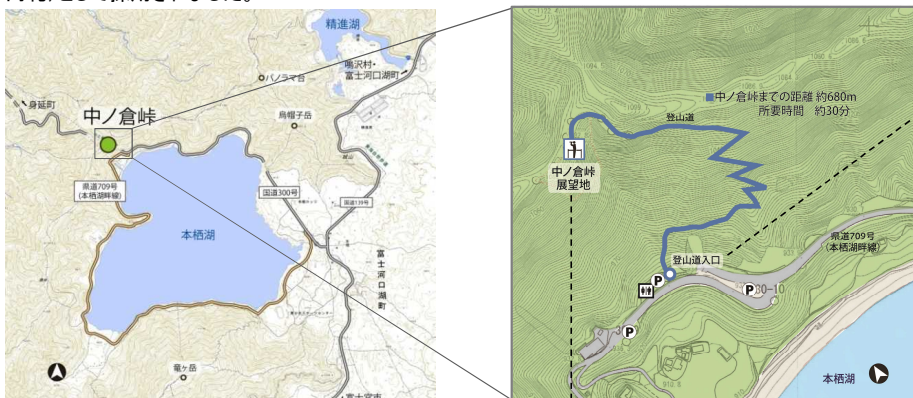 精進湖
鳴沢村・
富士河口湖町
パノラマ台
身延町
中ノ倉峠
烏帽子岳
県道709号
(本栖湖畔線)
国道300号
国道139号
本栖湖
富士河口湖町
竜ヶ岳
富士宮市
■中ノ倉峠までの距離 約680m
所要時間 約30分
登山道
中ノ倉峠
展望地
県道709号
(本栖湖畔線)
登山道入口
P
P
P
本栖湖